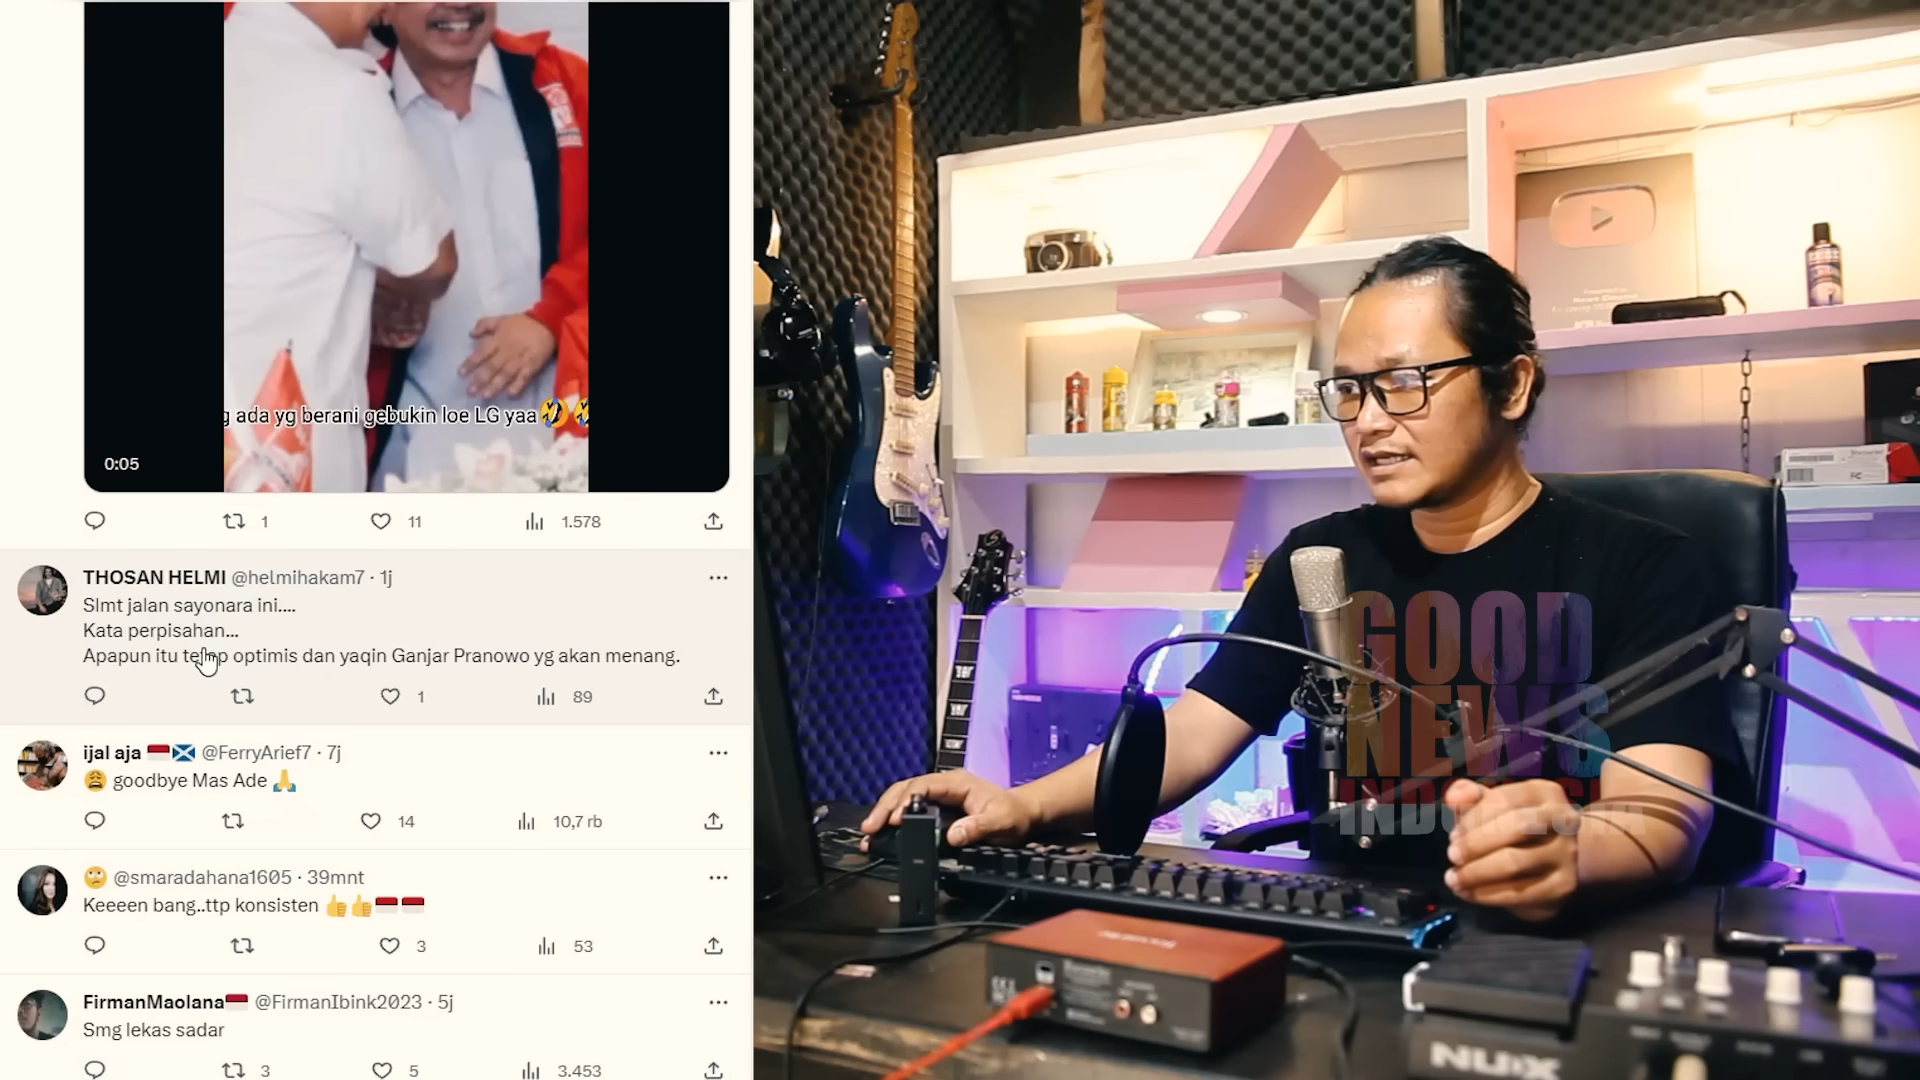 g ada yg berani gebukin loe LG yaa🤣🤣
0:05
1 11 1.578
THOSAN HELMI @helmihakam7 · 1j
Slmt jalan sayonara ini....
Kata perpisahan...
Apapun itu tetap optimis dan yaqin Ganjar Pranowo yg akan menang.
1 89
ijal aja @FerryArief7 · 7j
😩 goodbye Mas Ade 🙏
14 10,7 rb
🙄 @smaradahana1605 · 39mnt
Keeeen bang..ttp konsisten 👍👍🇮🇩🇮🇩
3 53
FirmanMaolana🇮🇩 @FirmanIbink2023 · 5j
Smg lekas sadar
3 5 3.453
GOOD
NEWS
INDONESIA
NUX